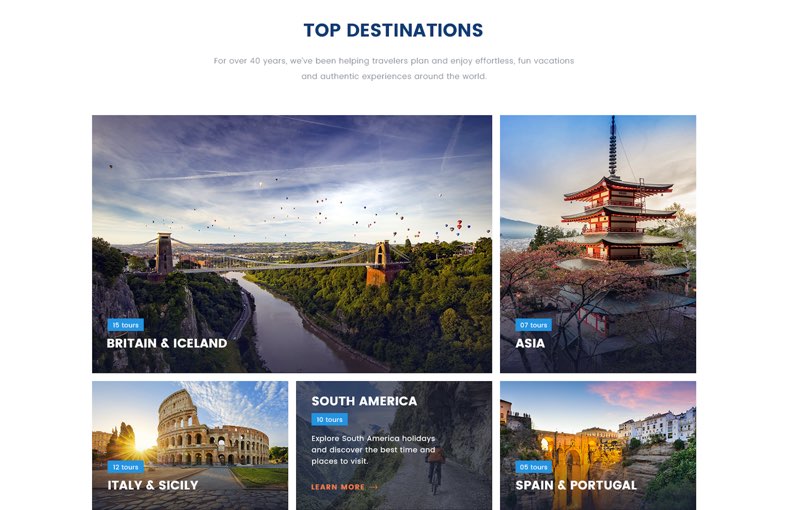 TOP DESTINATIONS
For over 40 years, we've been helping travelers plan and enjoy effortless, fun vacations
and authentic experiences around the world.
15 tours
BRITAIN & ICELAND
07 tours
ASIA
12 tours
ITALY & SICILY
SOUTH AMERICA
10 tours
Explore South America holidays
and discover the best time and
places to visit.
LEARN MORE →
05 tours
SPAIN & PORTUGAL